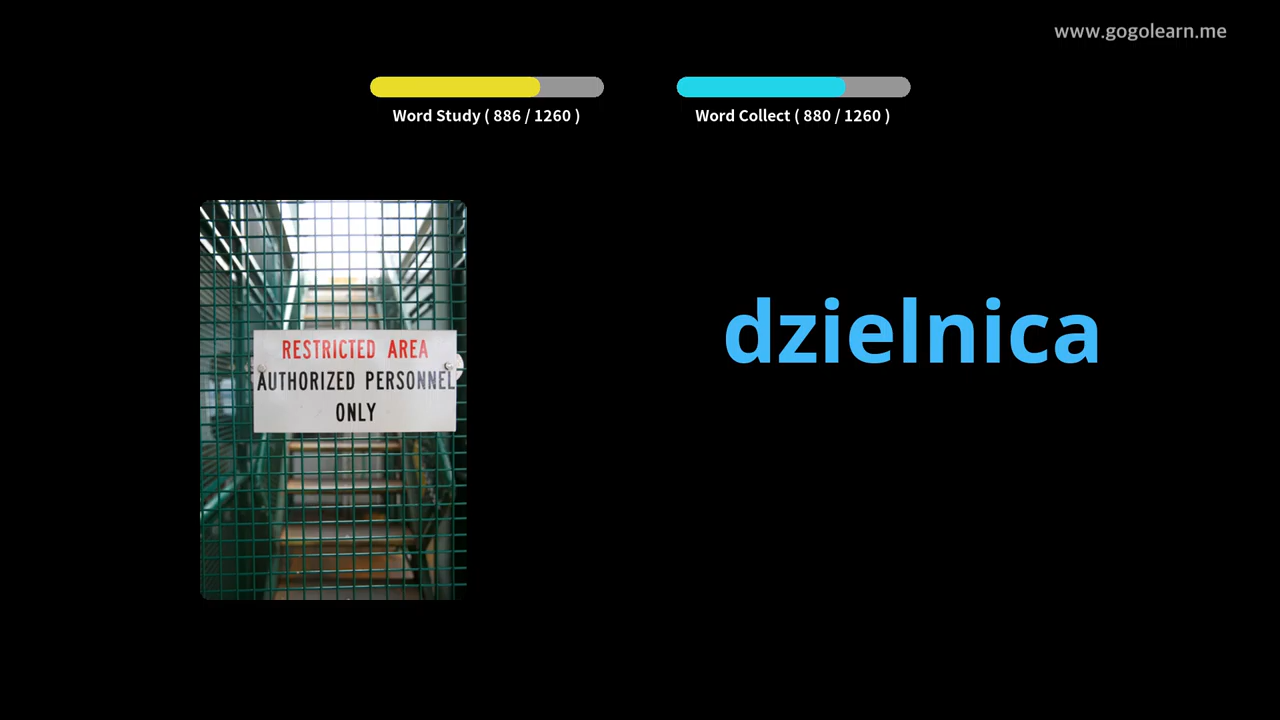 www.gogolearn.me
Word Study ( 886 / 1260 )
Word Collect ( 880 / 1260 )
RESTRICTED AREA
AUTHORIZED PERSONNEL
ONLY
dzielnica